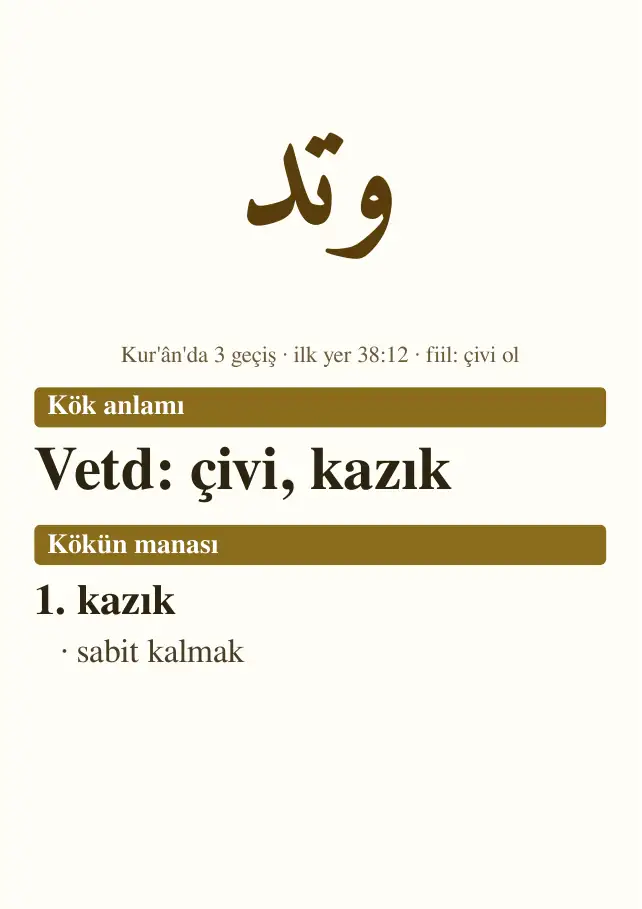 وتد
Kur'ân'da 3 geçiş · ilk yer 38:12 · fiil: çivi ol
Kök anlamı
Vetd: çivi, kazık
Kökün manası
1. kazık
· sabit kalmak